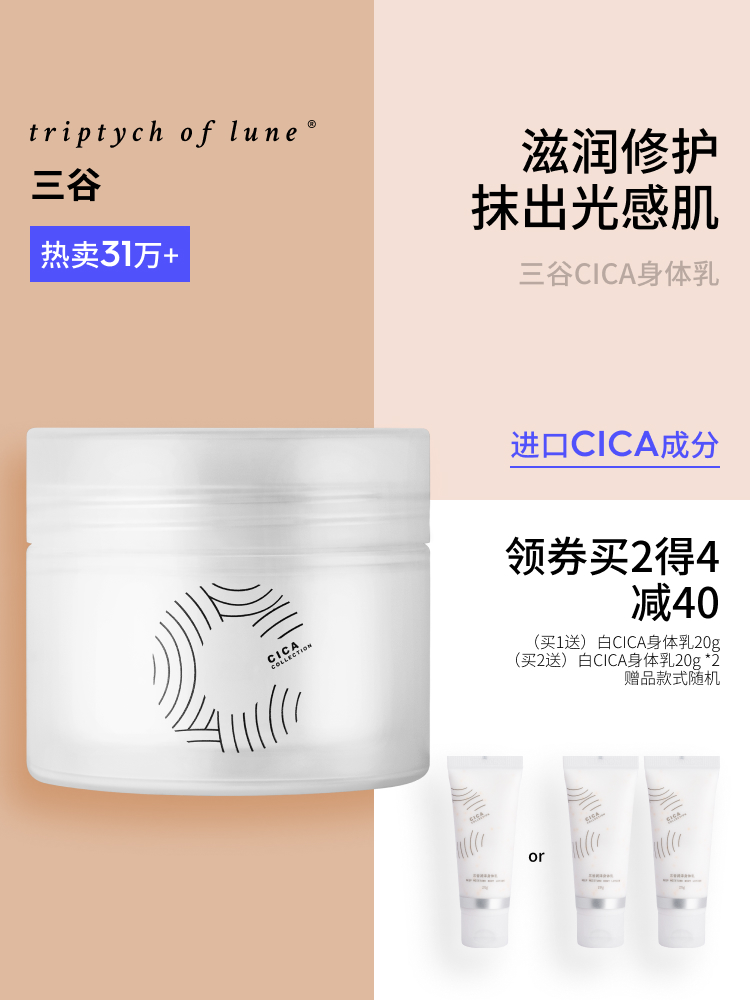 triptych of lune®
三谷
热卖31万+
滋润修护
抹出光感肌
三谷CICA身体乳
进口CICA成分
CICA
COLLECTION
领券买2得4
减40
（买1送）白CICA身体乳20g
（买2送）白CICA身体乳20g *2
赠品款式随机
CICA
or
CICA
CICA